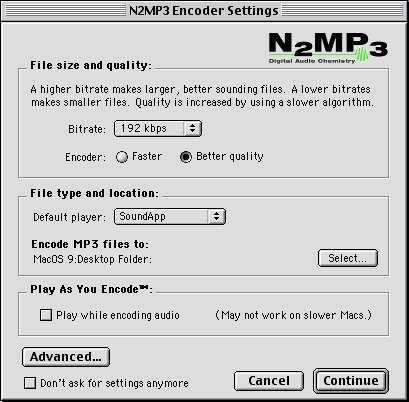 N2MP3 Encoder Settings
N2MP3
Digital Audio Chemistry
File size and quality:
A higher bitrate makes larger, better sounding files. A lower bitrates
makes smaller files. Quality is increased by using a slower algorithm.
Bitrate: 192 kbps
Encoder: Faster Better quality
File type and location:
Default player: SoundApp
Encode MP3 files to:
MacOS 9:Desktop Folder: Select...
Play As You Encode™:
Play while encoding audio (May not work on slower Macs.)
Advanced...
Don't ask for settings anymore
Cancel Continue